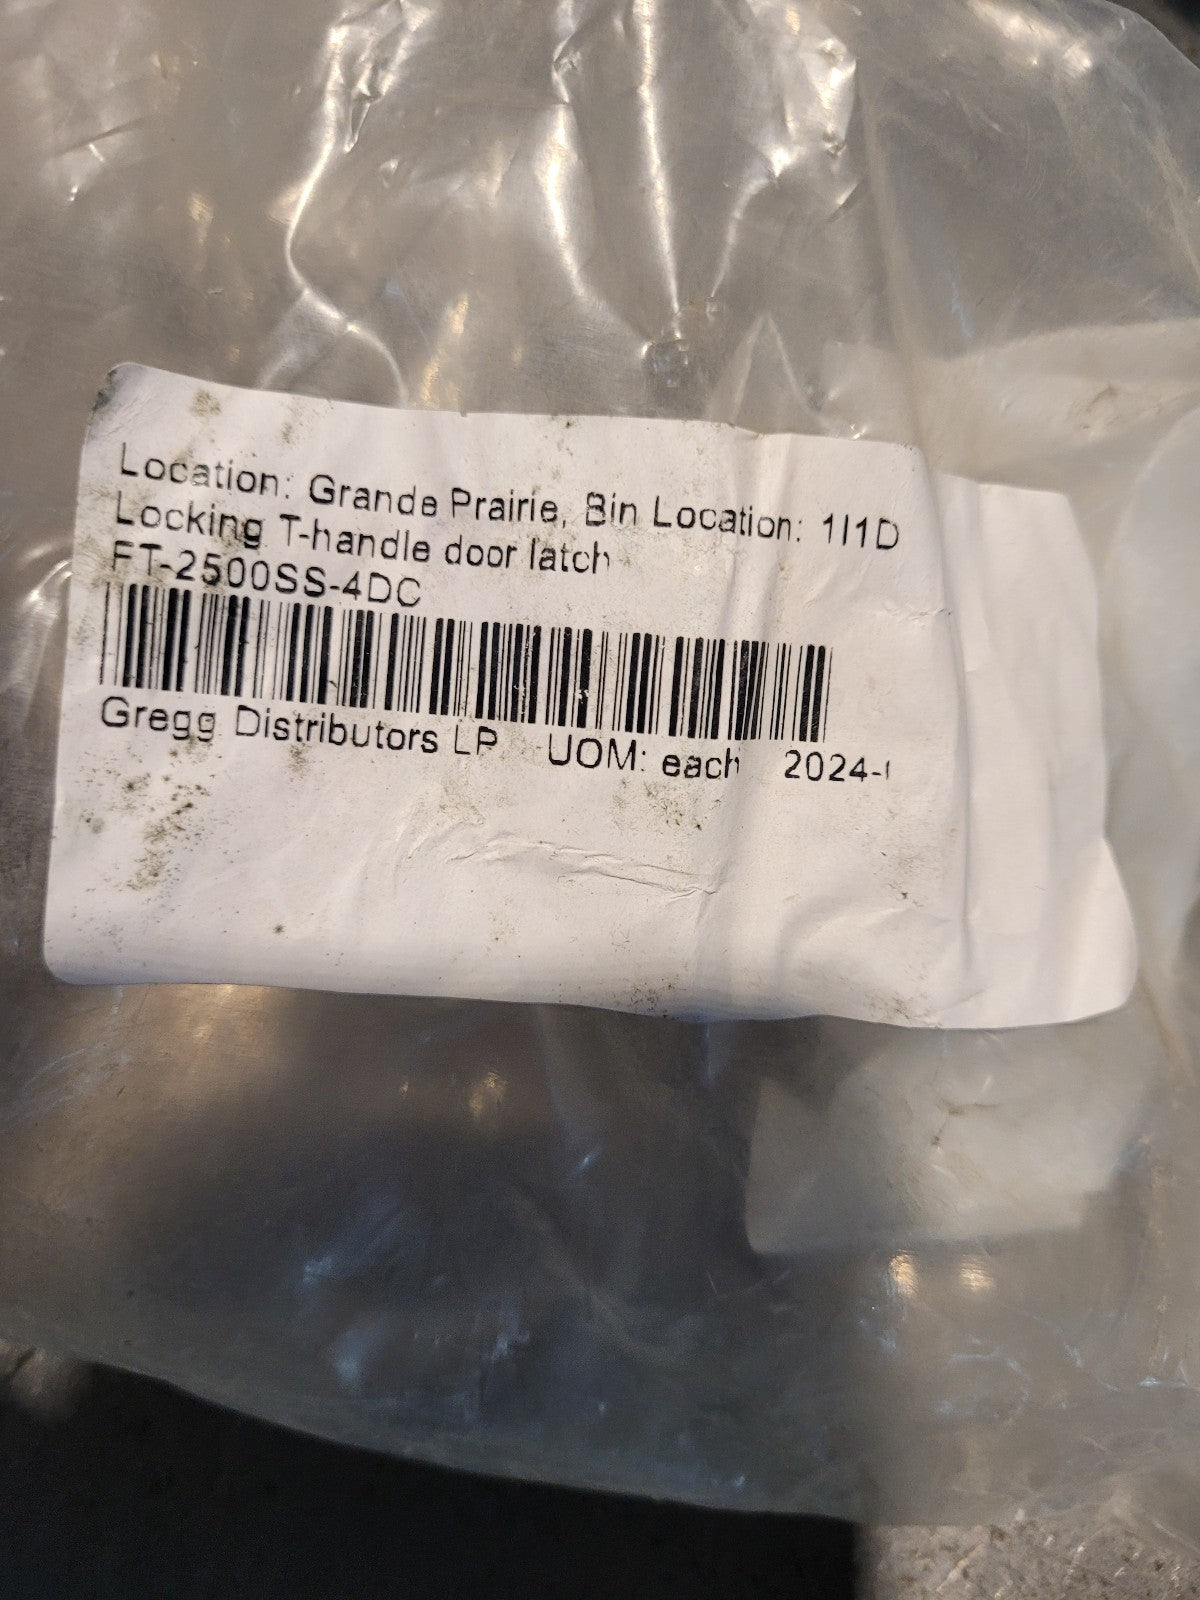 Location: Grande Prairie, Bin Location: 1I1D
Locking T-handle door latch
FT-2500SS-4DC
Gregg Distributors LP UOM: each 2024-